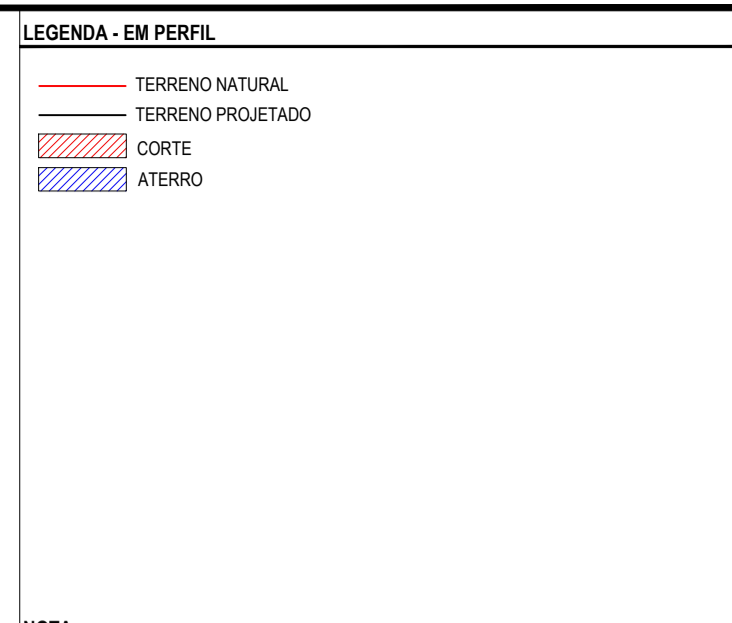 LEGENDA - EM PERFIL
TERRENO NATURAL
TERRENO PROJETADO
CORTE
ATERRO